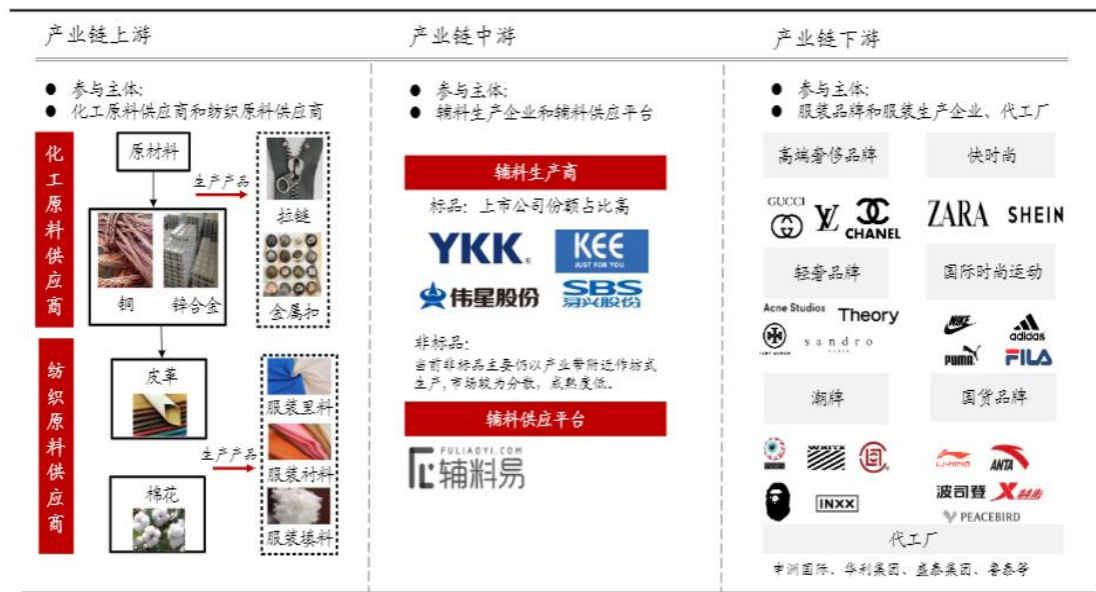 产业链上游
参与主体:
化工原料供应商和纺织原料供应商
化工原料供应商
原材料
生产产品
拉链
铜
锌合金
金属扣
纺织原料供应商
皮革
服装里料
生产产品
服装衬料
棉花
服装填料
产业链中游
参与主体:
辅料生产企业和辅料供应平台
辅料生产商
标品: 上市公司份额占比高
YKK
KEE
JUST FOR YOU
伟星股份
SBS
浔兴股份
非标品:
当前非标品主要仍以产业带附近作坊式
生产,市场较为分散, 成熟度低。
辅料供应平台
FULIAOYI.COM
辅料易
产业链下游
参与主体:
服装品牌和服装生产企业、代工厂
高端奢侈品牌
快时尚
GUCCI
LV
CHANEL
ZARA
SHEIN
轻奢品牌
国际时尚运动
Acne Studios
Theory
sandro
NIKE
adidas
PUMA
FILA
潮牌
国货品牌
INXX
LI-NING
ANTA
波司登
特步
PEACEBIRD
代工厂
申洲国际、华利集团、盛泰集团、鲁泰等